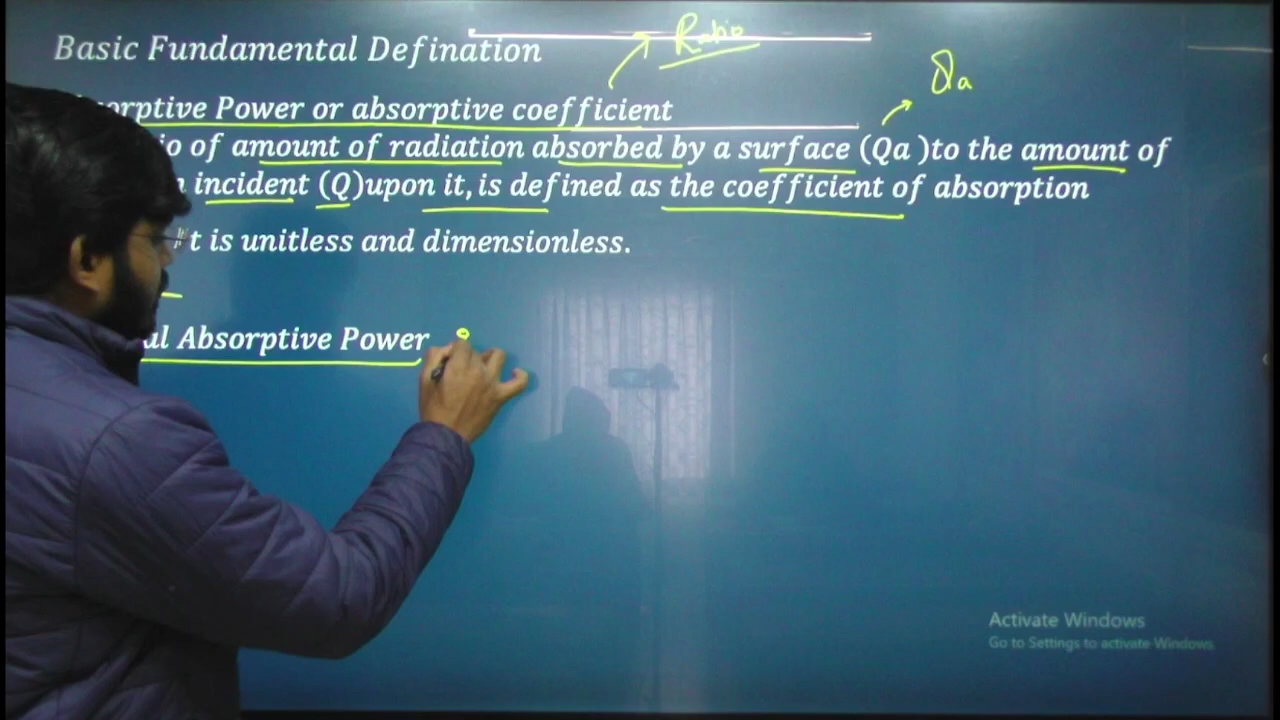 Ratio
Basic Fundamental Defination
Qa
Absorptive Power or absorptive coefficient
of amount of radiation absorbed by a surface (Qa )to the amount of
incident (Q)upon it, is defined as the coefficient of absorption
t is unitless and dimensionless.
Absorptive Power
Activate Windows
Go to Settings to activate Windows.